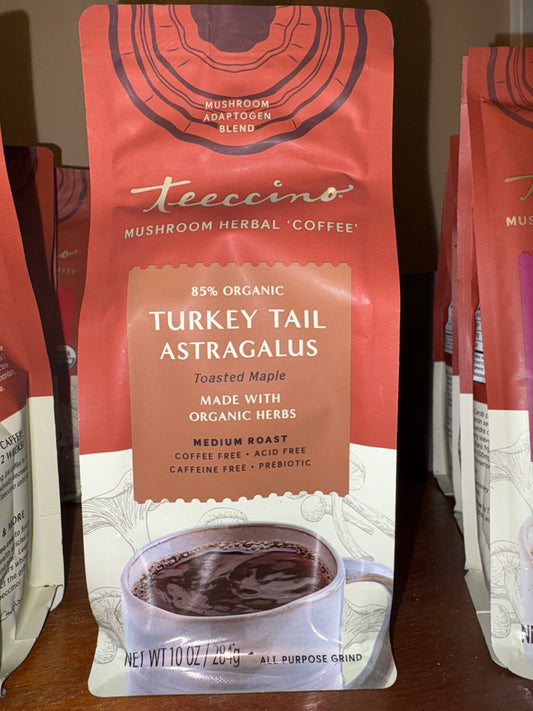 MUSHROOM
ADAPTOGEN
BLEND
teeccino
MUSHROOM HERBAL 'COFFEE'
85% ORGANIC
TURKEY TAIL
ASTRAGALUS
Toasted Maple
MADE WITH
ORGANIC HERBS
MEDIUM ROAST
COFFEE FREE • ACID FREE
CAFFEINE FREE • PREBIOTIC
NET WT 10 OZ / 284g
ALL PURPOSE GRIND